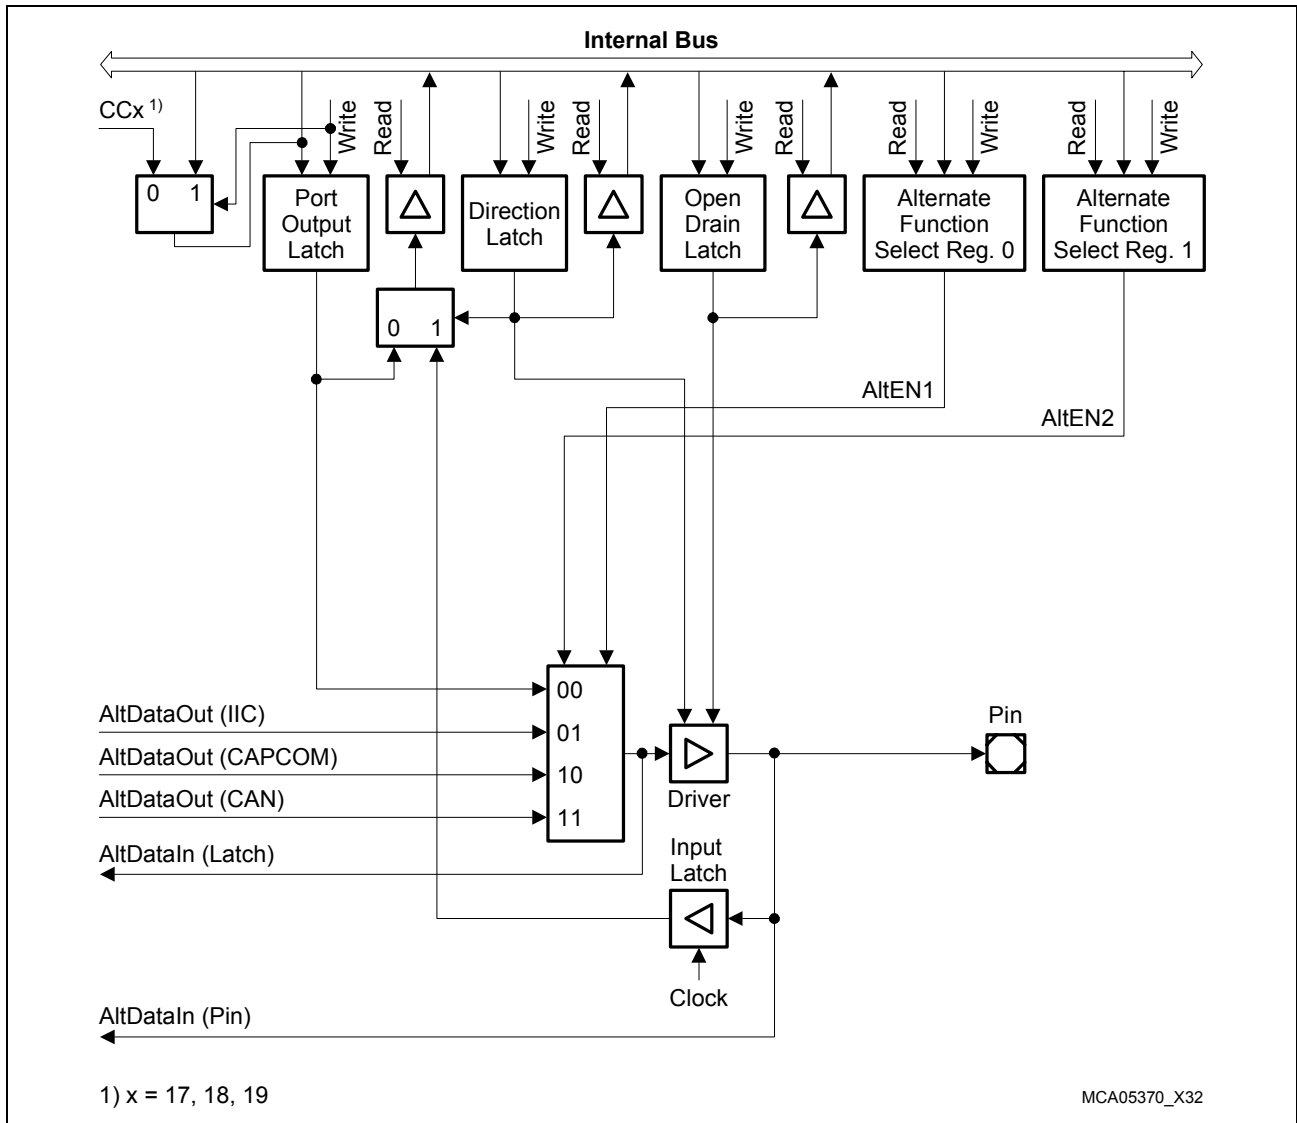 Internal Bus
CCx 1)
Write
Read
Write
Read
Write
Read
Read
Write
Read
Write
0 1
Port
Output
Latch
Direction
Latch
Open
Drain
Latch
Alternate
Function
Select Reg. 0
Alternate
Function
Select Reg. 1
0 1
AltEN1
AltEN2
00
01
10
11
AltDataOut (IIC)
AltDataOut (CAPCOM)
AltDataOut (CAN)
AltDataIn (Latch)
Driver
Pin
Input
Latch
Clock
AltDataIn (Pin)
1) x = 17, 18, 19
MCA05370_X32